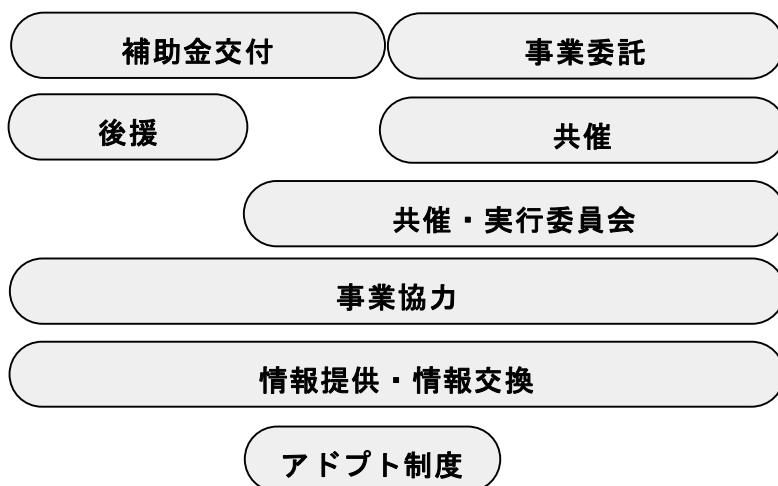 補助金交付
事業委託
後援
共催
共催・実行委員会
事業協力
情報提供・情報交換
アドプト制度